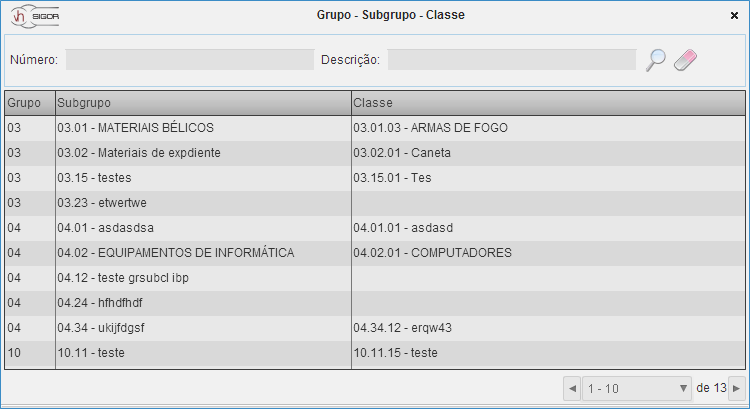 vh SIGOR
Grupo - Subgrupo - Classe
Número:
Descrição:
Grupo Subgrupo Classe
03 03.01 - MATERIAIS BÉLICOS 03.01.03 - ARMAS DE FOGO
03 03.02 - Materiais de expdiente 03.02.01 - Caneta
03 03.15 - testes 03.15.01 - Tes
03 03.23 - etwertwe
04 04.01 - asdasdsa 04.01.01 - asdasd
04 04.02 - EQUIPAMENTOS DE INFORMÁTICA 04.02.01 - COMPUTADORES
04 04.12 - teste grsubcl ibp
04 04.24 - hfhdfhdf
04 04.34 - ukijfdgsf 04.34.12 - erqw43
10 10.11 - teste 10.11.15 - teste
1 - 10 de 13